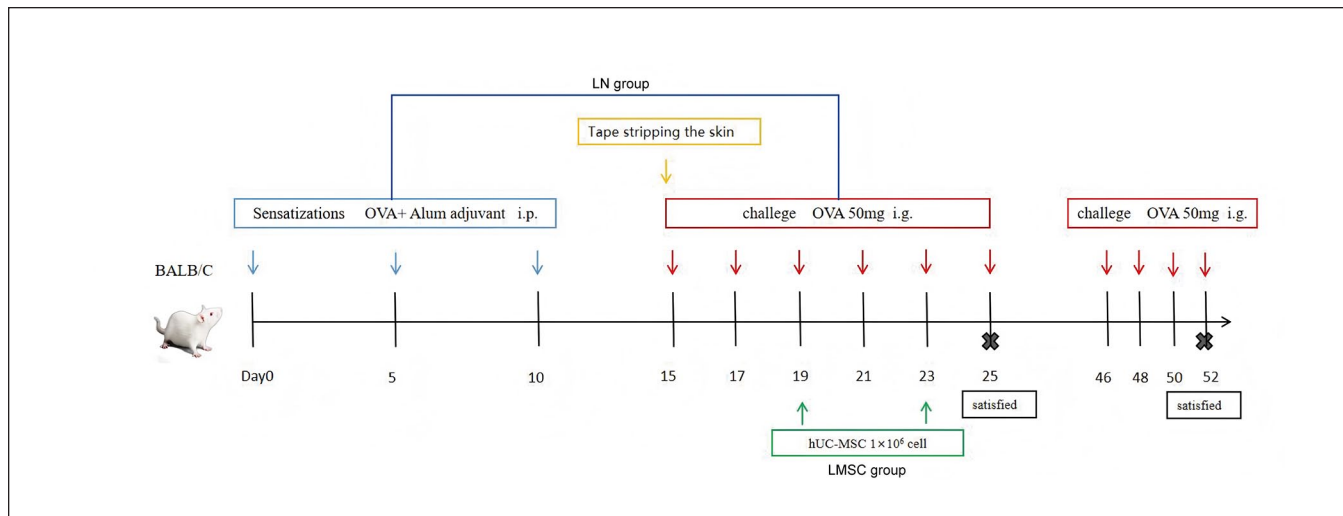 LN group
Tape stripping the skin
Sensatizations OVA+ Alum adjuvant i.p.
challege OVA 50mg i.g.
challege OVA 50mg i.g.
BALB/C
Day0 5 10 15 17 19 21 23 25 46 48 50 52
satisfied
satisfied
hUC-MSC 1×10⁶ cell
LMSC group